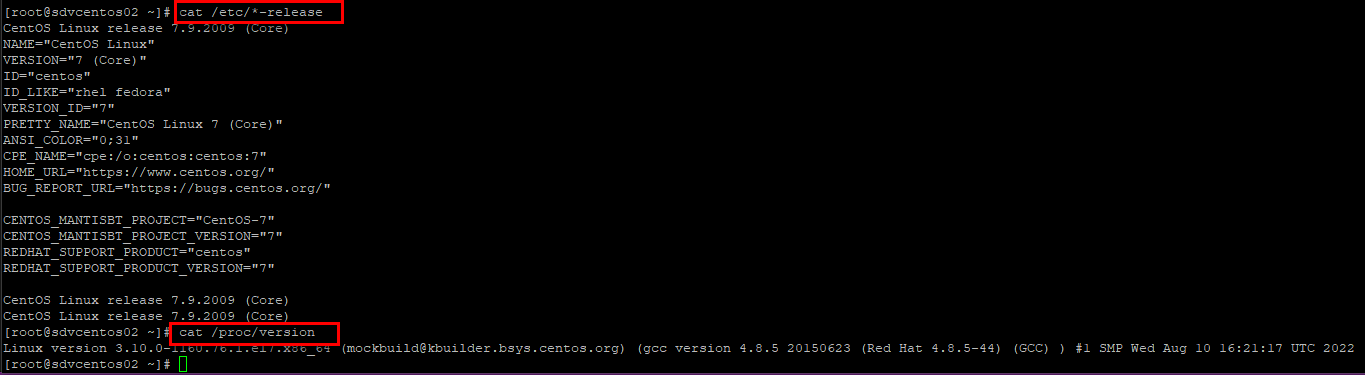 [root@sdvcentos02 ~]# cat /etc/*-release
CentOS Linux release 7.9.2009 (Core)
NAME="CentOS Linux"
VERSION="7 (Core)"
ID="centos"
ID_LIKE="rhel fedora"
VERSION_ID="7"
PRETTY_NAME="CentOS Linux 7 (Core)"
ANSI_COLOR="0;31"
CPE_NAME="cpe:/o:centos:centos:7"
HOME_URL="https://www.centos.org/"
BUG_REPORT_URL="https://bugs.centos.org/"
CENTOS_MANTISBT_PROJECT="CentOS-7"
CENTOS_MANTISBT_PROJECT_VERSION="7"
REDHAT_SUPPORT_PRODUCT="centos"
REDHAT_SUPPORT_PRODUCT_VERSION="7"
CentOS Linux release 7.9.2009 (Core)
CentOS Linux release 7.9.2009 (Core)
[root@sdvcentos02 ~]# cat /proc/version
Linux version 3.10.0-1160.76.1.el7.x86_64 (mockbuild@kbuilder.bsys.centos.org) (gcc version 4.8.5 20150623 (Red Hat 4.8.5-44) (GCC) ) #1 SMP Wed Aug 10 16:21:17 UTC 2022
[root@sdvcentos02 ~]#